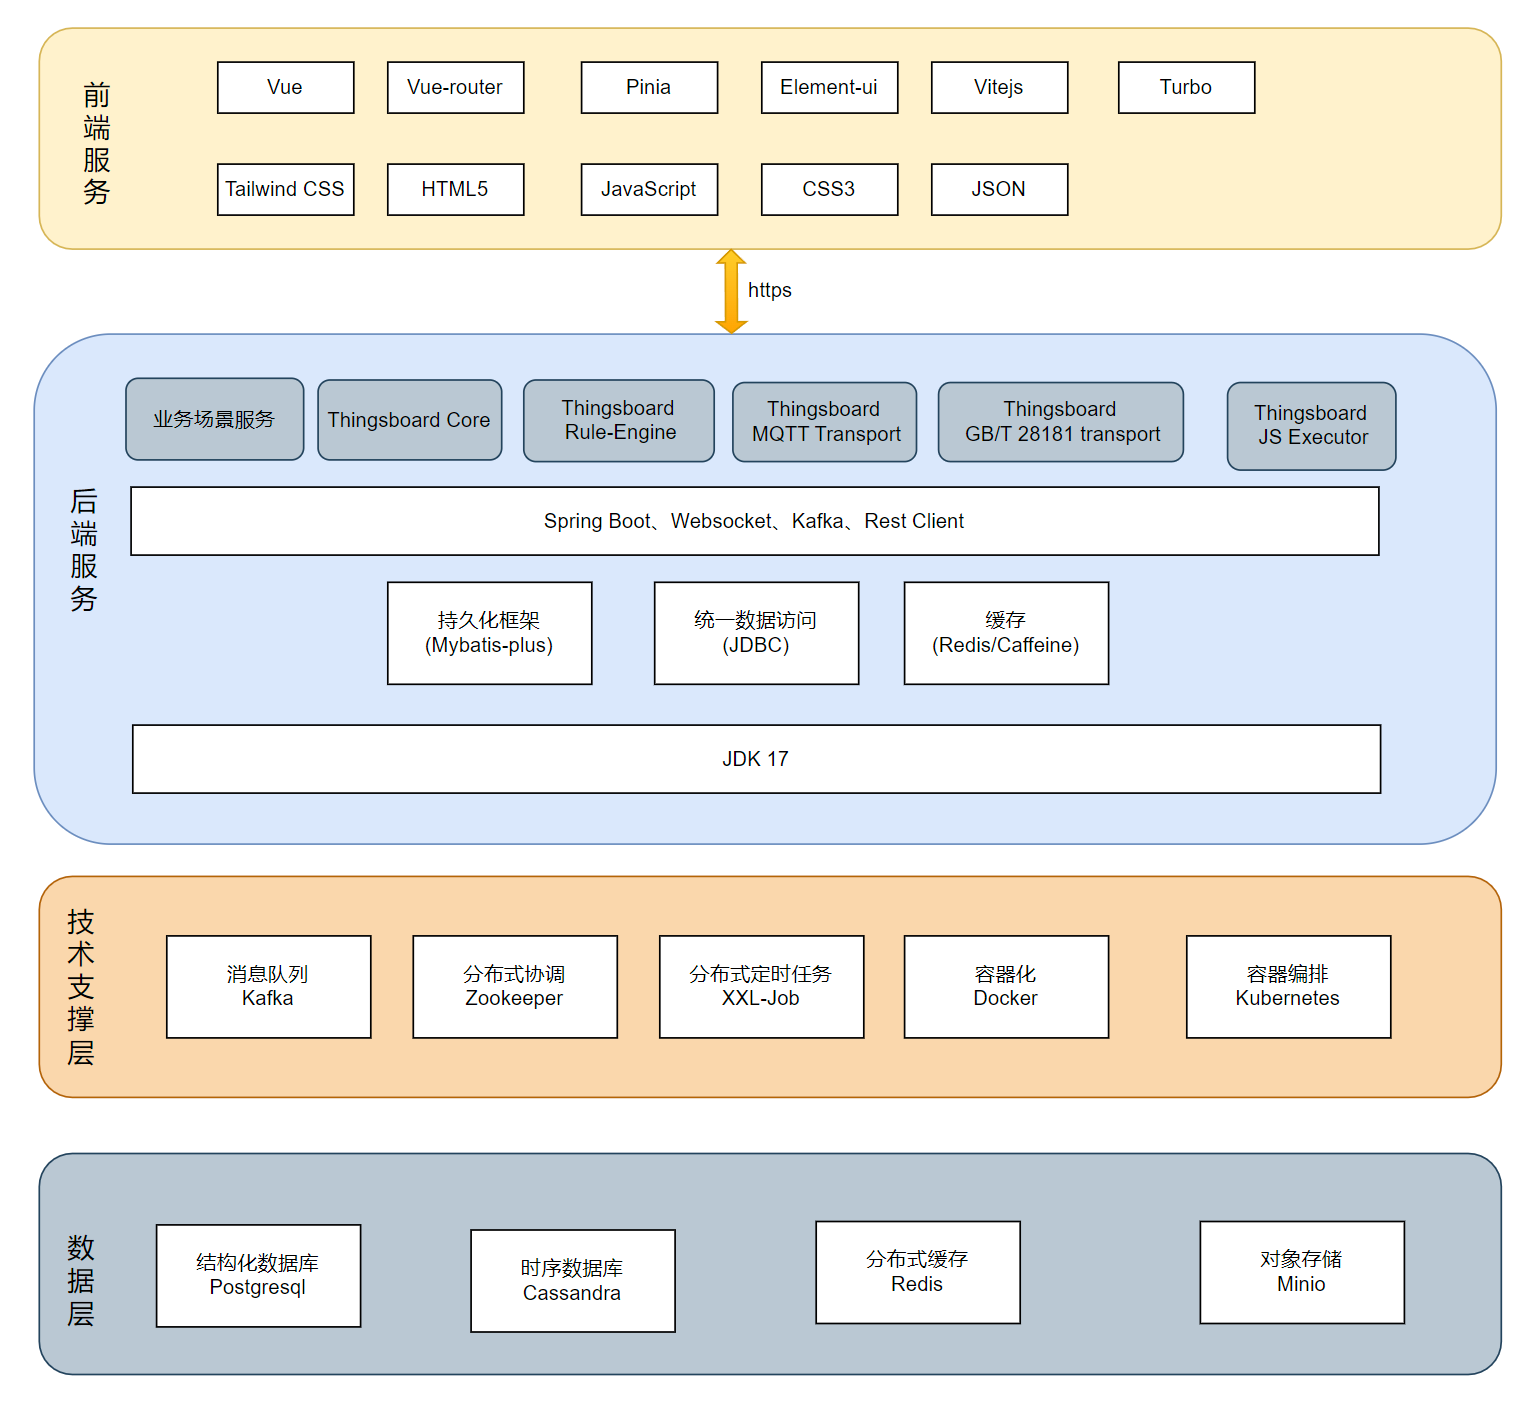 前
端
服
务
Vue
Vue-router
Pinia
Element-ui
Vitejs
Turbo
Tailwind CSS
HTML5
JavaScript
CSS3
JSON
https
后
端
服
务
业务场景服务
Thingsboard Core
Thingsboard
Rule-Engine
Thingsboard
MQTT Transport
Thingsboard
GB/T 28181 transport
Thingsboard
JS Executor
Spring Boot、Websocket、Kafka、Rest Client
持久化框架
(Mybatis-plus)
统一数据访问
(JDBC)
缓存
(Redis/Caffeine)
JDK 17
技
术
支
撑
层
消息队列
Kafka
分布式协调
Zookeeper
分布式定时任务
XXL-Job
容器化
Docker
容器编排
Kubernetes
数
据
层
结构化数据库
Postgresql
时序数据库
Cassandra
分布式缓存
Redis
对象存储
Minio